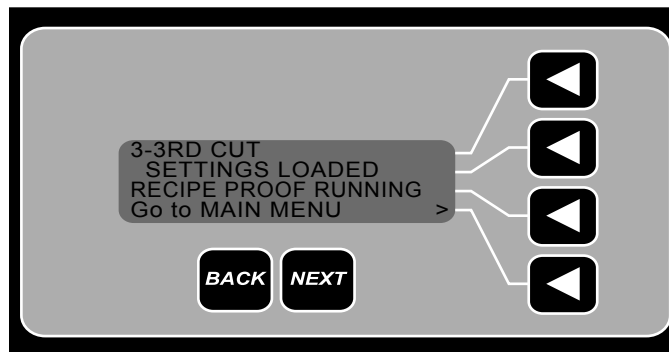 3-3RD CUT
SETTINGS LOADED
RECIPE PROOF RUNNING
Go to MAIN MENU >
BACK NEXT